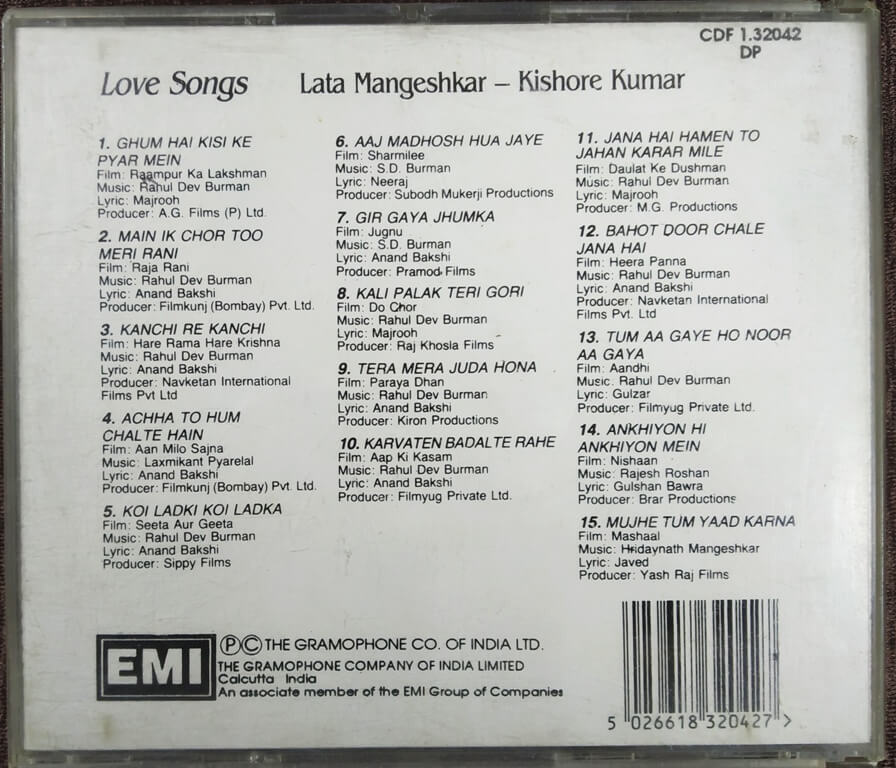 CDF 1.32042
DP
Love Songs Lata Mangeshkar – Kishore Kumar
1. GHUM HAI KISI KE
PYAR MEIN
Film: Raampur Ka Lakshman
Music: Rahul Dev Burman
Lyric: Majrooh
Producer: A.G. Films (P) Ltd.
2. MAIN IK CHOR TOO
MERI RANI
Film: Raja Rani
Music: Rahul Dev Burman
Lyric: Anand Bakshi
Producer: Filmkunj (Bombay) Pvt. Ltd.
3. KANCHI RE KANCHI
Film: Hare Rama Hare Krishna
Music: Rahul Dev Burman
Lyric: Anand Bakshi
Producer: Navketan International
Films Pvt Ltd
4. ACHHA TO HUM
CHALTE HAIN
Film: Aan Milo Sajna
Music: Laxmikant Pyarelal
Lyric: Anand Bakshi
Producer: Filmkunj (Bombay) Pvt. Ltd.
5. KOI LADKI KOI LADKA
Film: Seeta Aur Geeta
Music: Rahul Dev Burman
Lyric: Anand Bakshi
Producer: Sippy Films
6. AAJ MADHOSH HUA JAYE
Film: Sharmilee
Music: S.D. Burman
Lyric: Neeraj
Producer: Subodh Mukerji Productions
7. GIR GAYA JHUMKA
Film: Jugnu
Music: S.D. Burman
Lyric: Anand Bakshi
Producer: Pramod Films
8. KALI PALAK TERI GORI
Film: Do Chor
Music: Rahul Dev Burman
Lyric: Majrooh
Producer: Raj Khosla Films
9. TERA MERA JUDA HONA
Film: Paraya Dhan
Music: Rahul Dev Burman
Lyric: Anand Bakshi
Producer: Kiron Productions
10. KARVATEN BADALTE RAHE
Film: Aap Ki Kasam
Music: Rahul Dev Burman
Lyric: Anand Bakshi
Producer: Filmyug Private Ltd.
11. JANA HAI HAMEN TO
JAHAN KARAR MILE
Film: Daulat Ke Dushman
Music: Rahul Dev Burman
Lyric: Majrooh
Producer: M.G. Productions
12. BAHOT DOOR CHALE
JANA HAI
Film: Heera Panna
Music: Rahul Dev Burman
Lyric: Anand Bakshi
Producer: Navketan International
Films Pvt. Ltd
13. TUM AA GAYE HO NOOR
AA GAYA
Film: Aandhi
Music. Rahul Dev Burman
Lyric: Gulzar
Producer: Filmyug Private Ltd.
14. ANKHIYON HI
ANKHIYON MEIN
Film: Nishaan
Music: Rajesh Roshan
Lyric: Gulshan Bawra
Producer: Brar Productions
15. MUJHE TUM YAAD KARNA
Film: Mashaal
Music: Hridaynath Mangeshkar
Lyric: Javed
Producer: Yash Raj Films
EMI
ⓅⒸ THE GRAMOPHONE CO. OF INDIA LTD.
THE GRAMOPHONE COMPANY OF INDIA LIMITED
Calcutta India
An associate member of the EMI Group of Companies
5 026618 320427 >